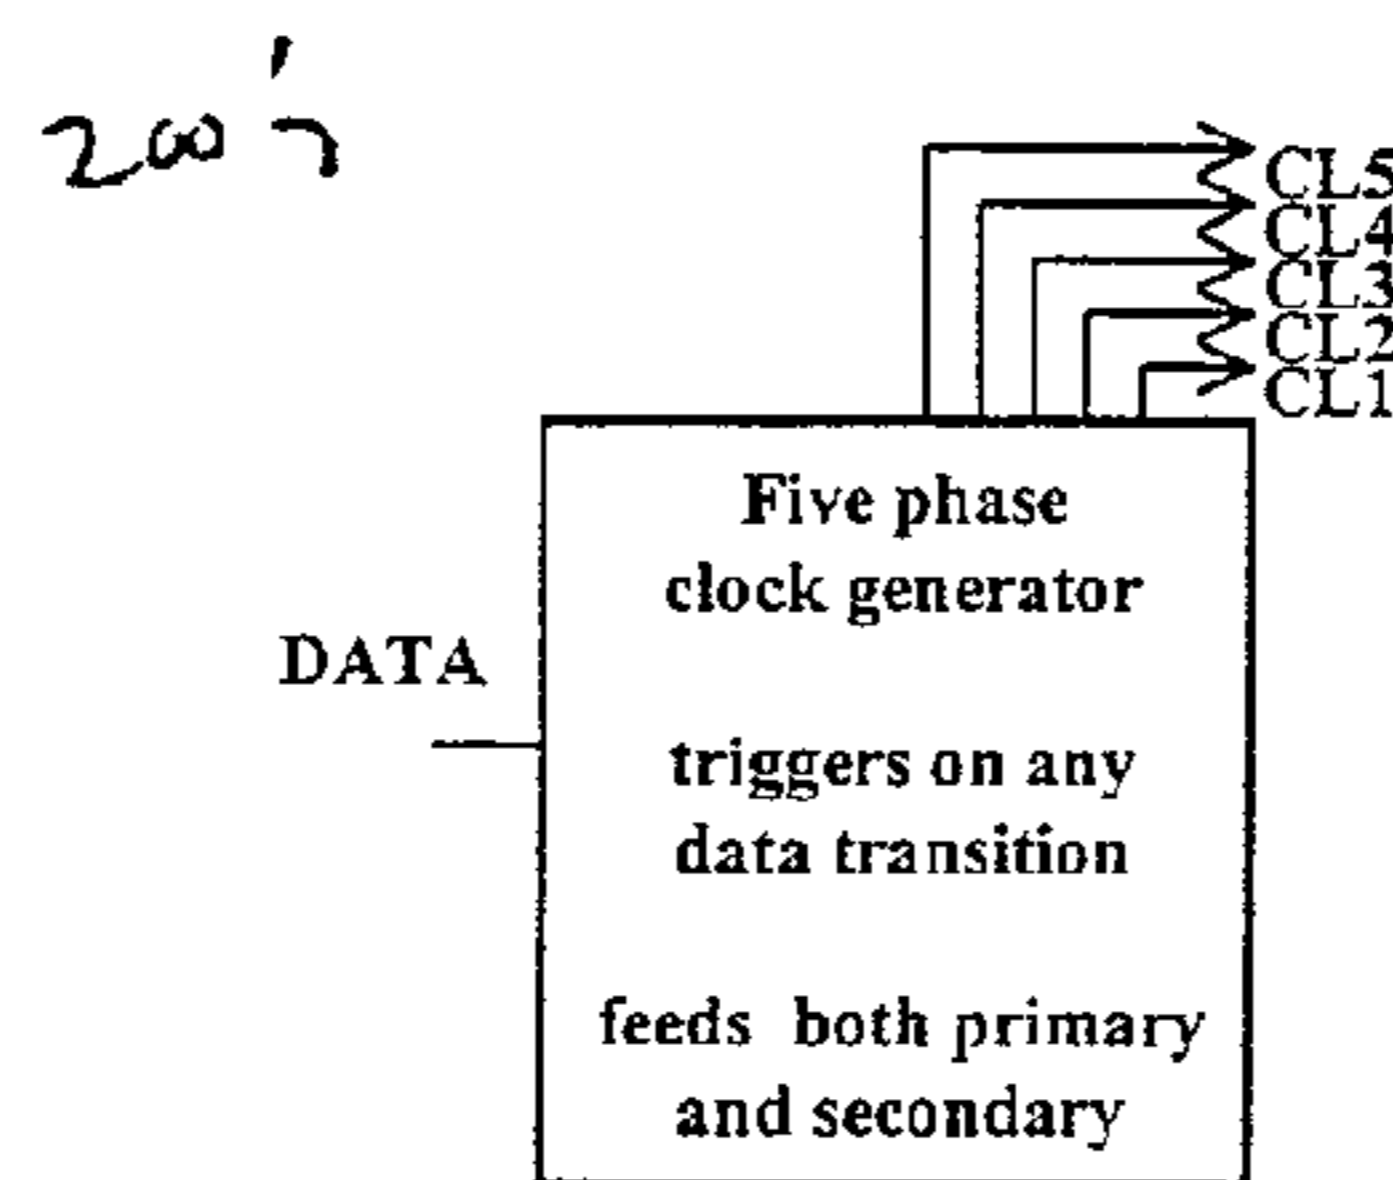 200
CL5
CL4
CL3
CL2
CL1
Five phase
clock generator
DATA
triggers on any
data transition
feeds both primary
and secondary